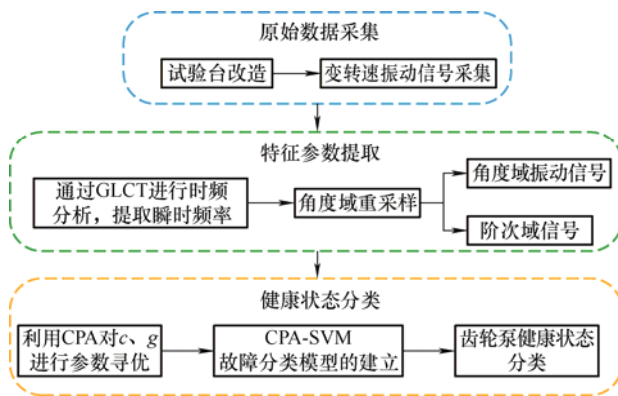 原始数据采集
试验台改造
变转速振动信号采集
特征参数提取
通过GLCT进行时频
分析，提取瞬时频率
角度域重采样
角度域振动信号
阶次域信号
健康状态分类
利用CPA对c、g
进行参数寻优
CPA-SVM
故障分类模型的建立
齿轮泵健康状态
分类